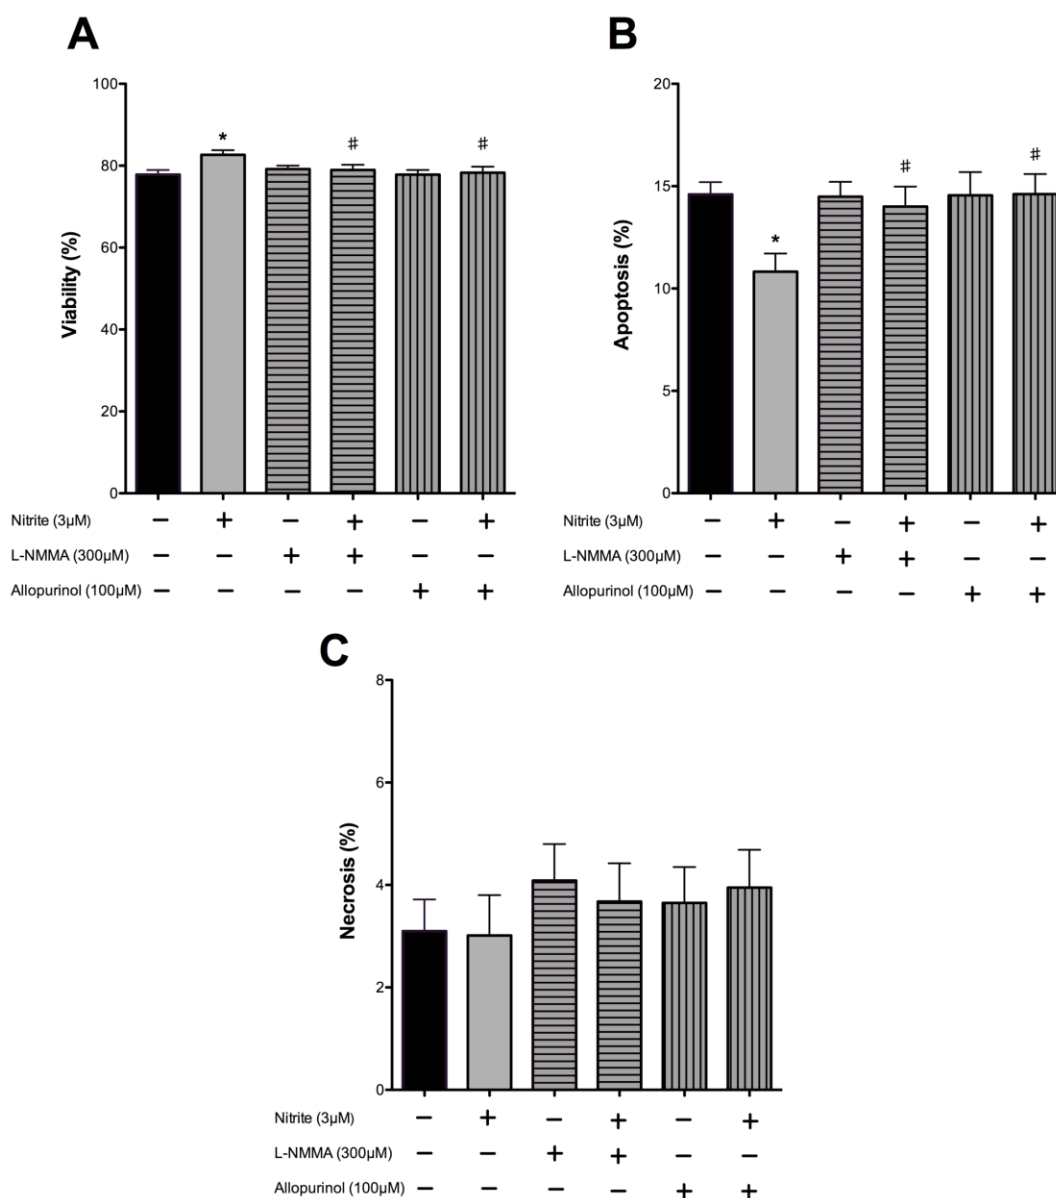 A
B
100
80
60
40
20
0
Viability (%)
* # #
Nitrite (3µM) − + − + − +
L-NMMA (300µM) − − + + − −
Allopurinol (100µM) − − − − + +
20
15
10
5
0
Apoptosis (%)
* # #
Nitrite (3µM) − + − + − +
L-NMMA (300µM) − − + + − −
Allopurinol (100µM) − − − − + +
C
8
6
4
2
0
Necrosis (%)
Nitrite (3µM) − + − + − +
L-NMMA (300µM) − − + + − −
Allopurinol (100µM) − − − − + +